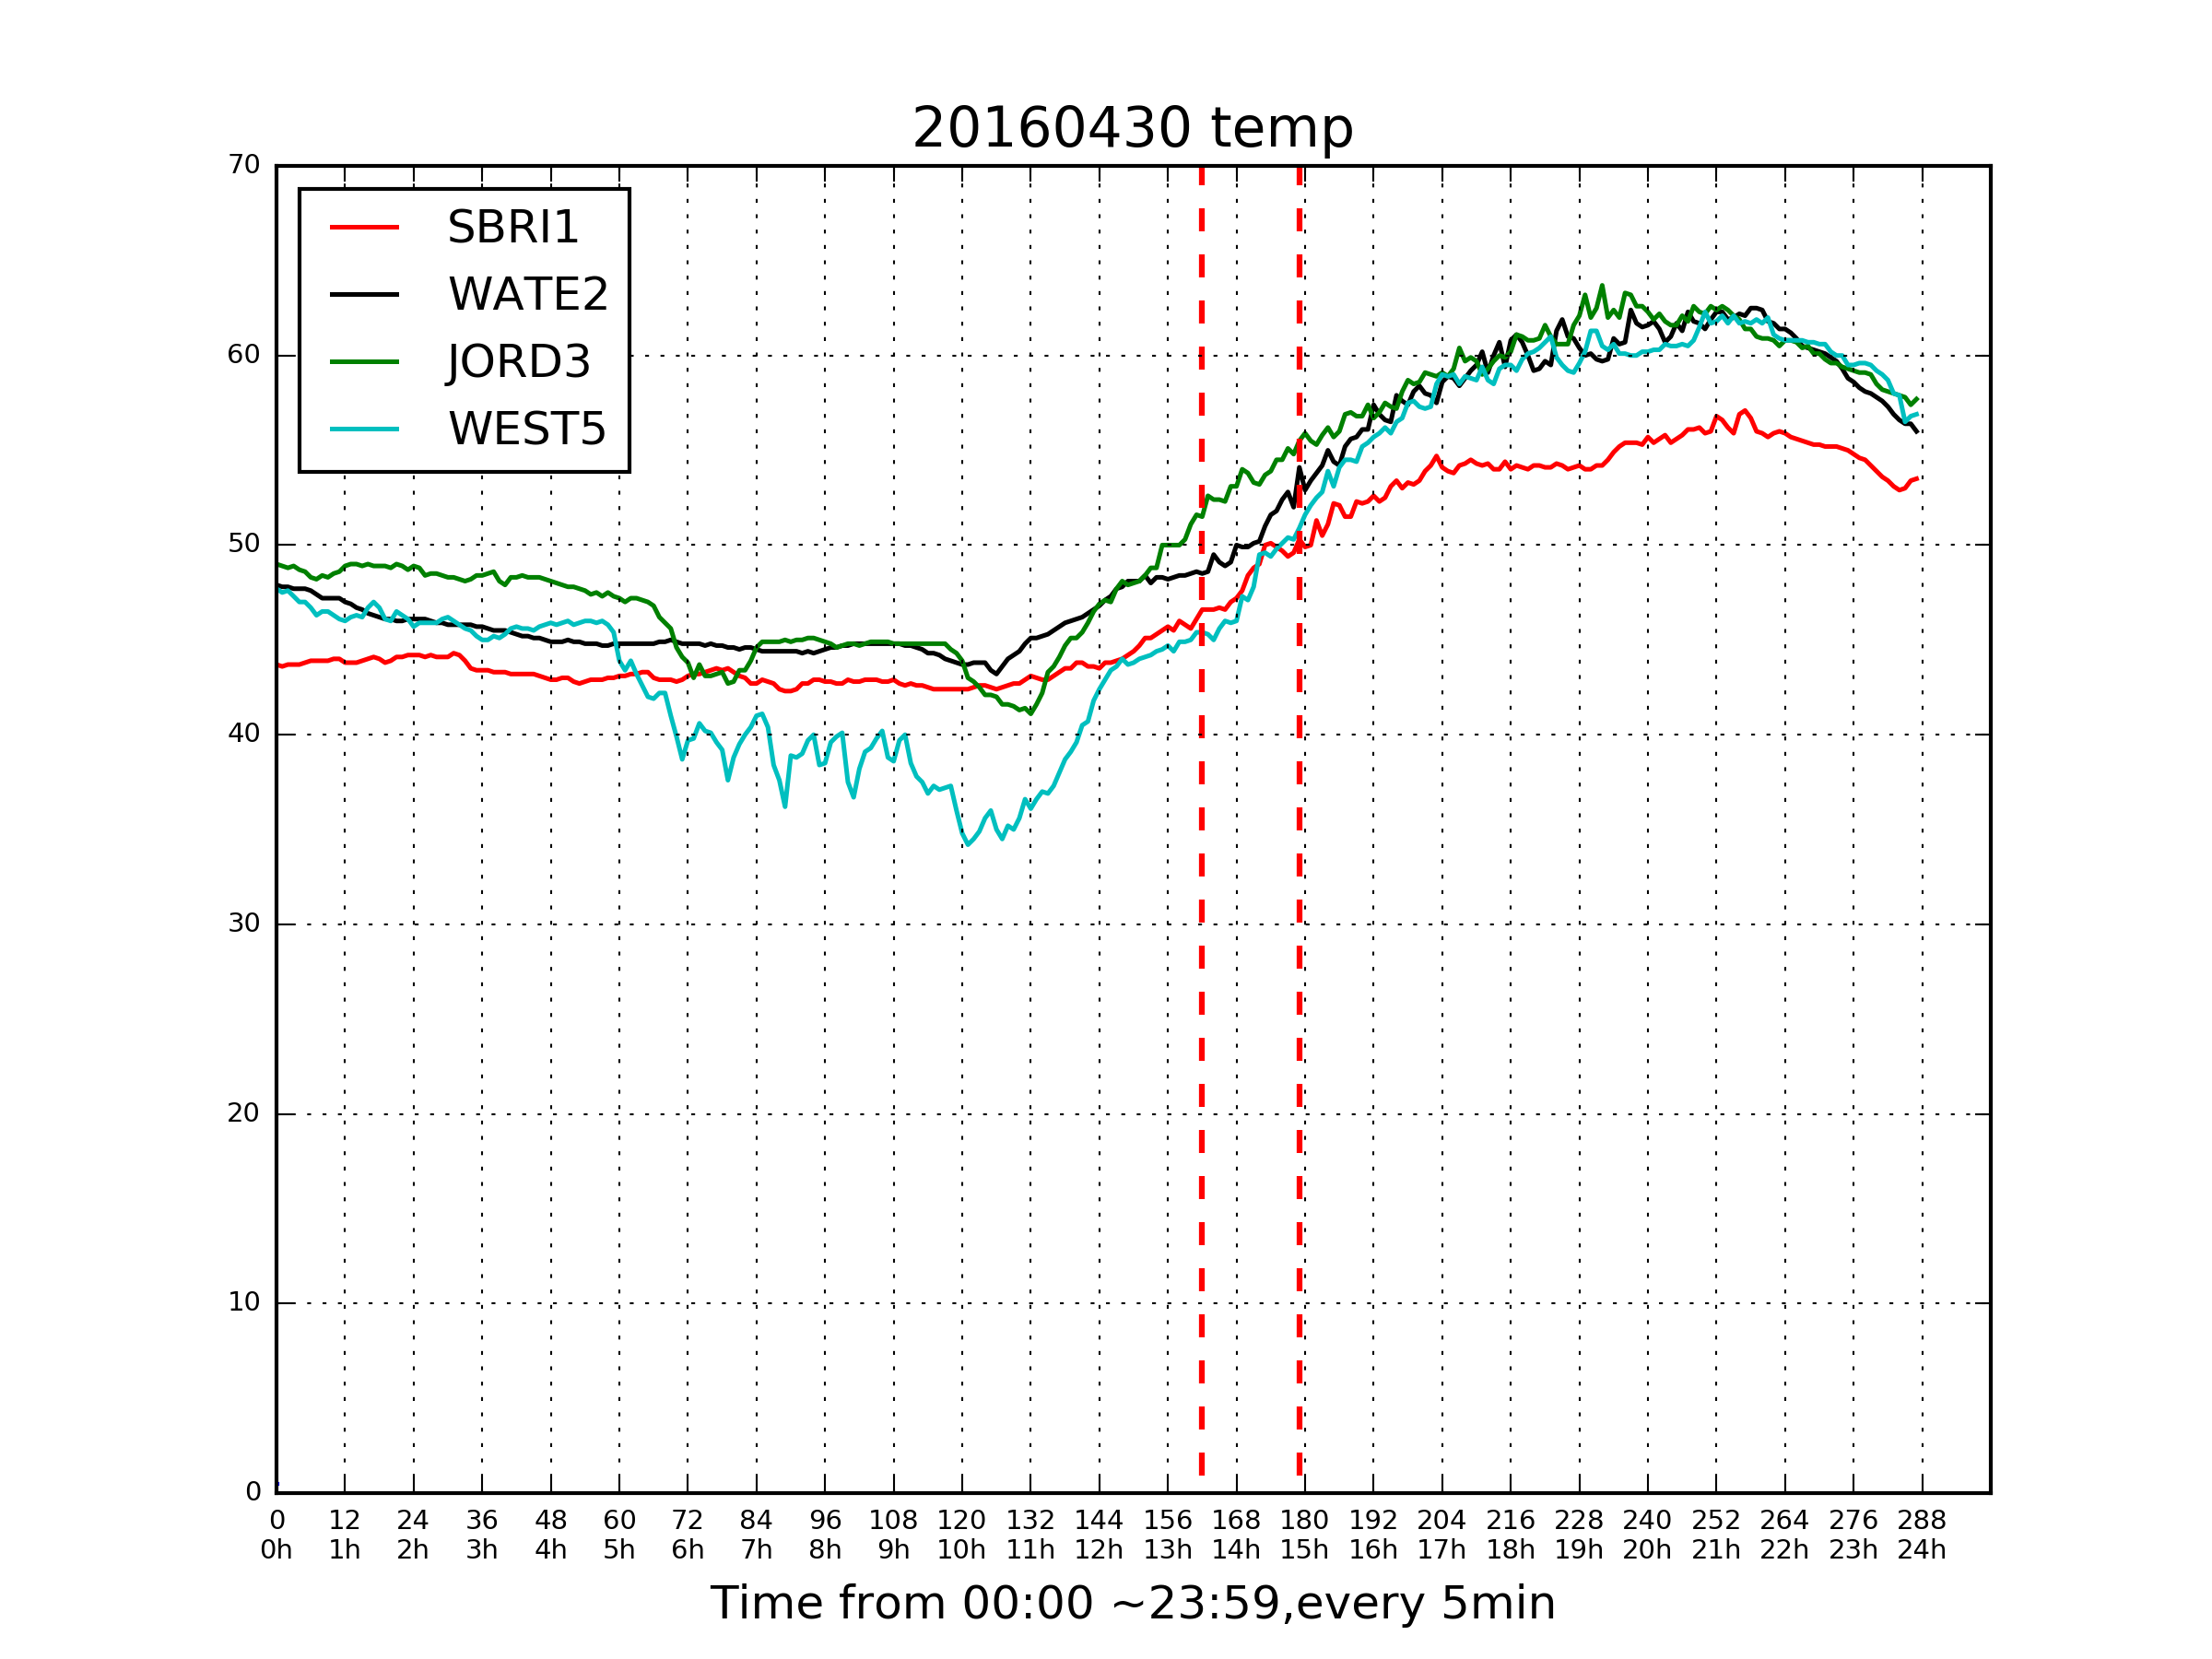 20160430 temp
70
60
50
40
30
20
10
0
SBRI1
WATE2
JORD3
WEST5
0 12 24 36 48 60 72 84 96 108 120 132 144 156 168 180 192 204 216 228 240 252 264 276 288
0h 1h 2h 3h 4h 5h 6h 7h 8h 9h 10h 11h 12h 13h 14h 15h 16h 17h 18h 19h 20h 21h 22h 23h 24h
Time from 00:00 ~23:59,every 5min